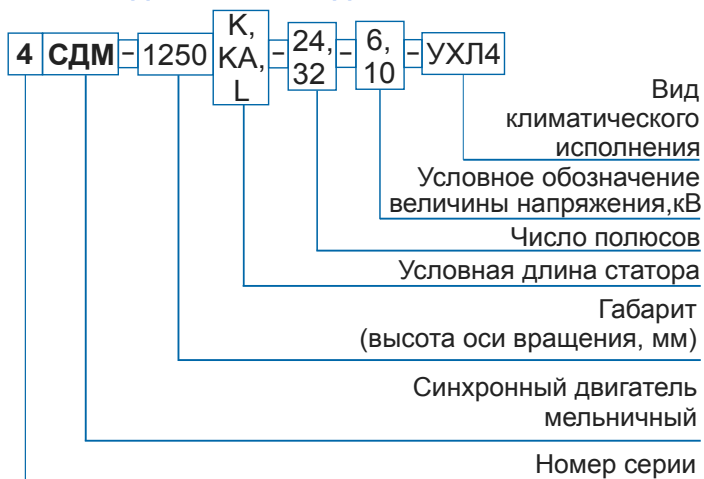 4 СДМ – 1250 К, КА, L – 24, 32 – 6, 10 – УХЛ4
Вид
климатического
исполнения
Условное обозначение
величины напряжения,кВ
Число полюсов
Условная длина статора
Габарит
(высота оси вращения, мм)
Синхронный двигатель
мельничный
Номер серии